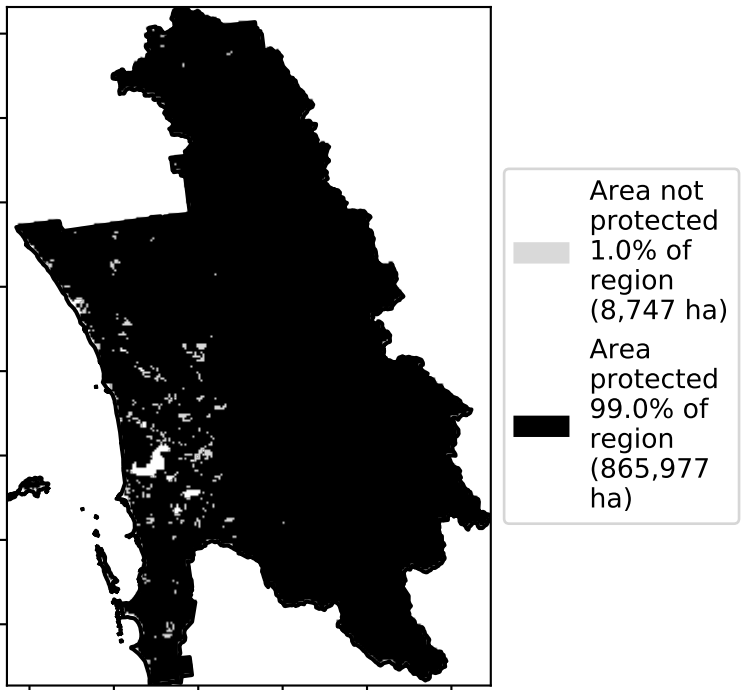 Area not
protected
1.0% of
region
(8,747 ha)
Area
protected
99.0% of
region
(865,977
ha)